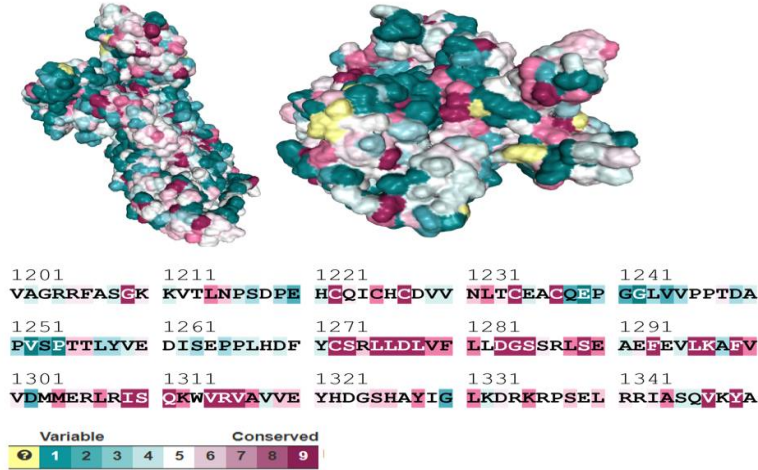 1201 1211 1221 1231 1241
VAGRRFASGK KVTLNPSDPE HCQICHCDVV NLTCEACQEP GGLVVPPTDA
1251 1261 1271 1281 1291
PVSPTTLYVE DISEPPLHDF YCSRLLDLVF LLDGSSRLSE AEFEVLKAFV
1301 1311 1321 1331 1341
VDMMERLRIS QKWVRVAVVE YHDGSHAYIG LKDRKRPSEL RRIASQVKYA
Variable Conserved
? 1 2 3 4 5 6 7 8 9